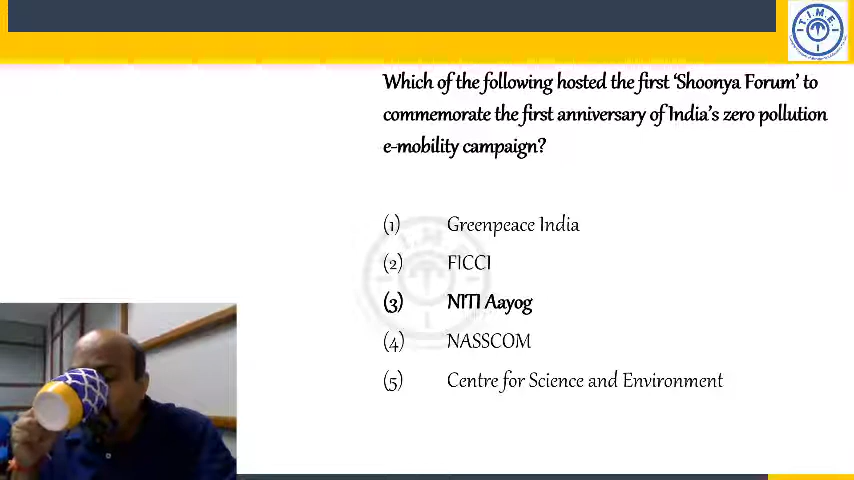 T.I.M.E.
Which of the following hosted the first ‘Shoonya Forum’ to
commemorate the first anniversary of India’s zero pollution
e-mobility campaign?
(1) Greenpeace India
(2) FICCI
(3) NITI Aayog
(4) NASSCOM
(5) Centre for Science and Environment